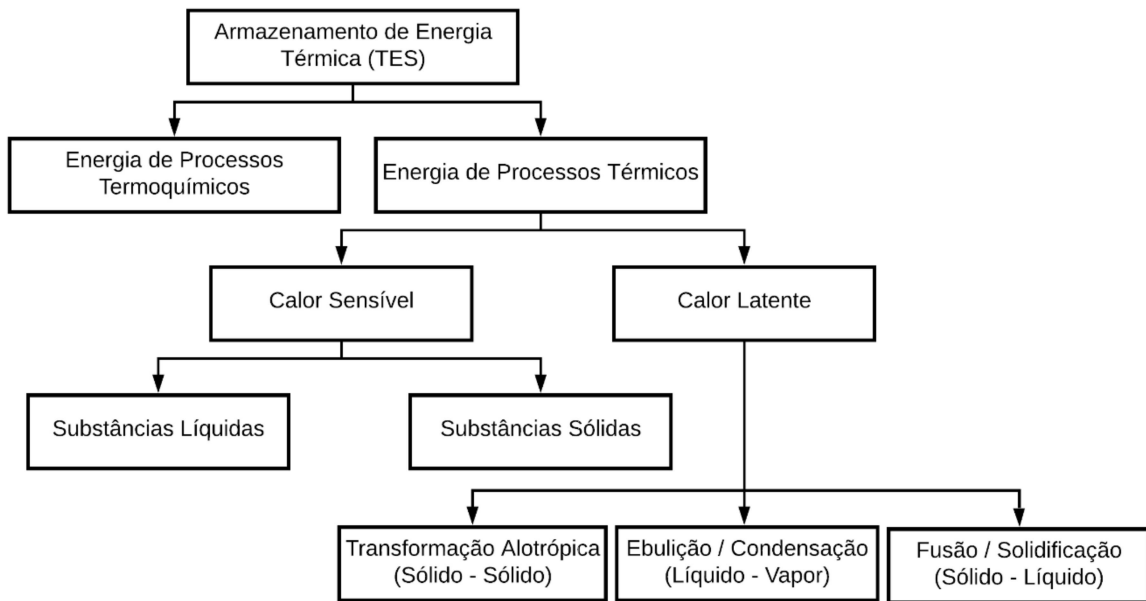 Armazenamento de Energia
Térmica (TES)
Energia de Processos
Termoquímicos
Energia de Processos Térmicos
Calor Sensível
Calor Latente
Substâncias Líquidas
Substâncias Sólidas
Transformação Alotrópica
(Sólido - Sólido)
Ebulição / Condensação
(Líquido - Vapor)
Fusão / Solidificação
(Sólido - Líquido)